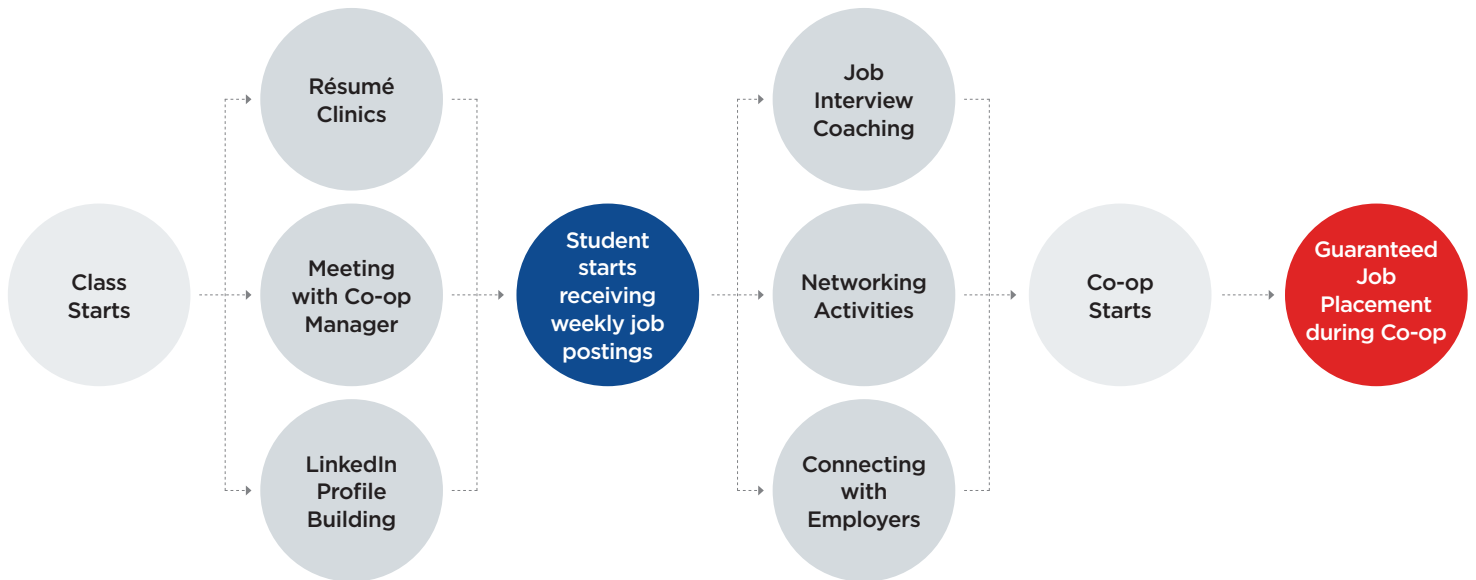 Class
Starts
Résumé
Clinics
Meeting
with Co-op
Manager
LinkedIn
Profile
Building
Student
starts
receiving
weekly job
postings
Job
Interview
Coaching
Networking
Activities
Connecting
with
Employers
Co-op
Starts
Guaranteed
Job
Placement
during Co-op